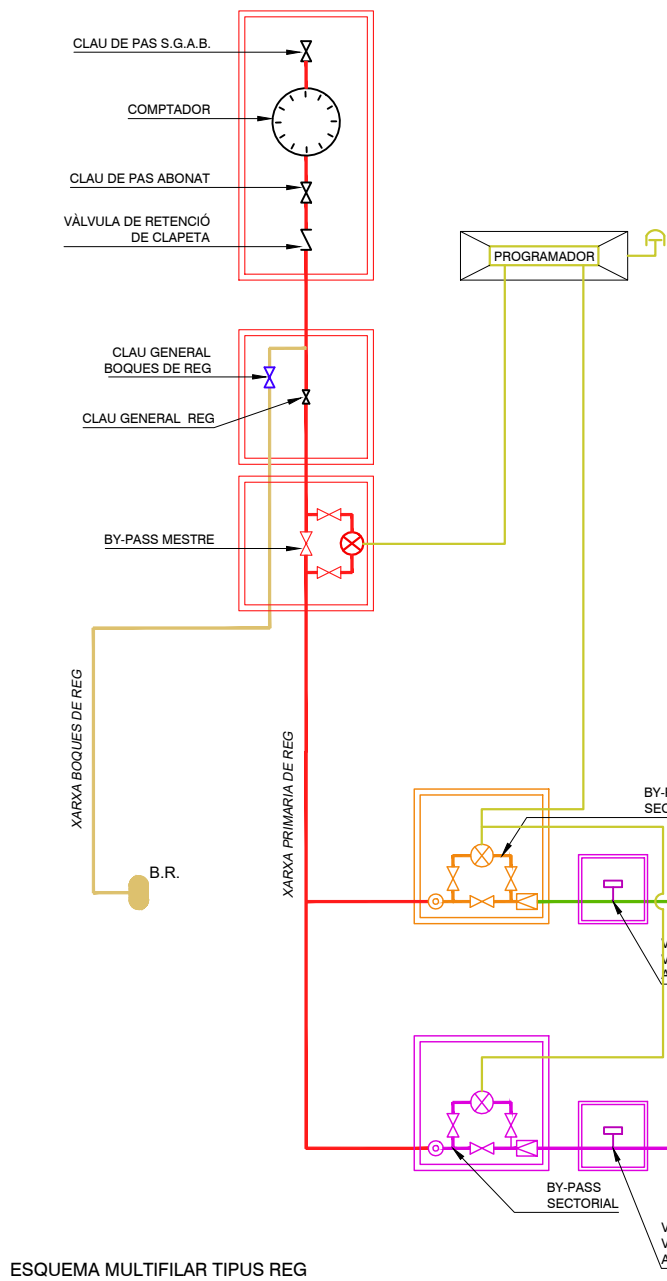 CLAU DE PAS S.G.A.B.
COMPTADOR
CLAU DE PAS ABONAT
VÀLVULA DE RETENCIÓ
DE CLAPETA
PROGRAMADOR
CLAU GENERAL
BOQUES DE REG
CLAU GENERAL REG
BY-PASS MESTRE
XARXA BOQUES DE REG
XARXA PRIMARIA DE REG
B.R.
BY-PASS
SECTORIAL
ESQUEMA MULTIFILAR TIPUS REG